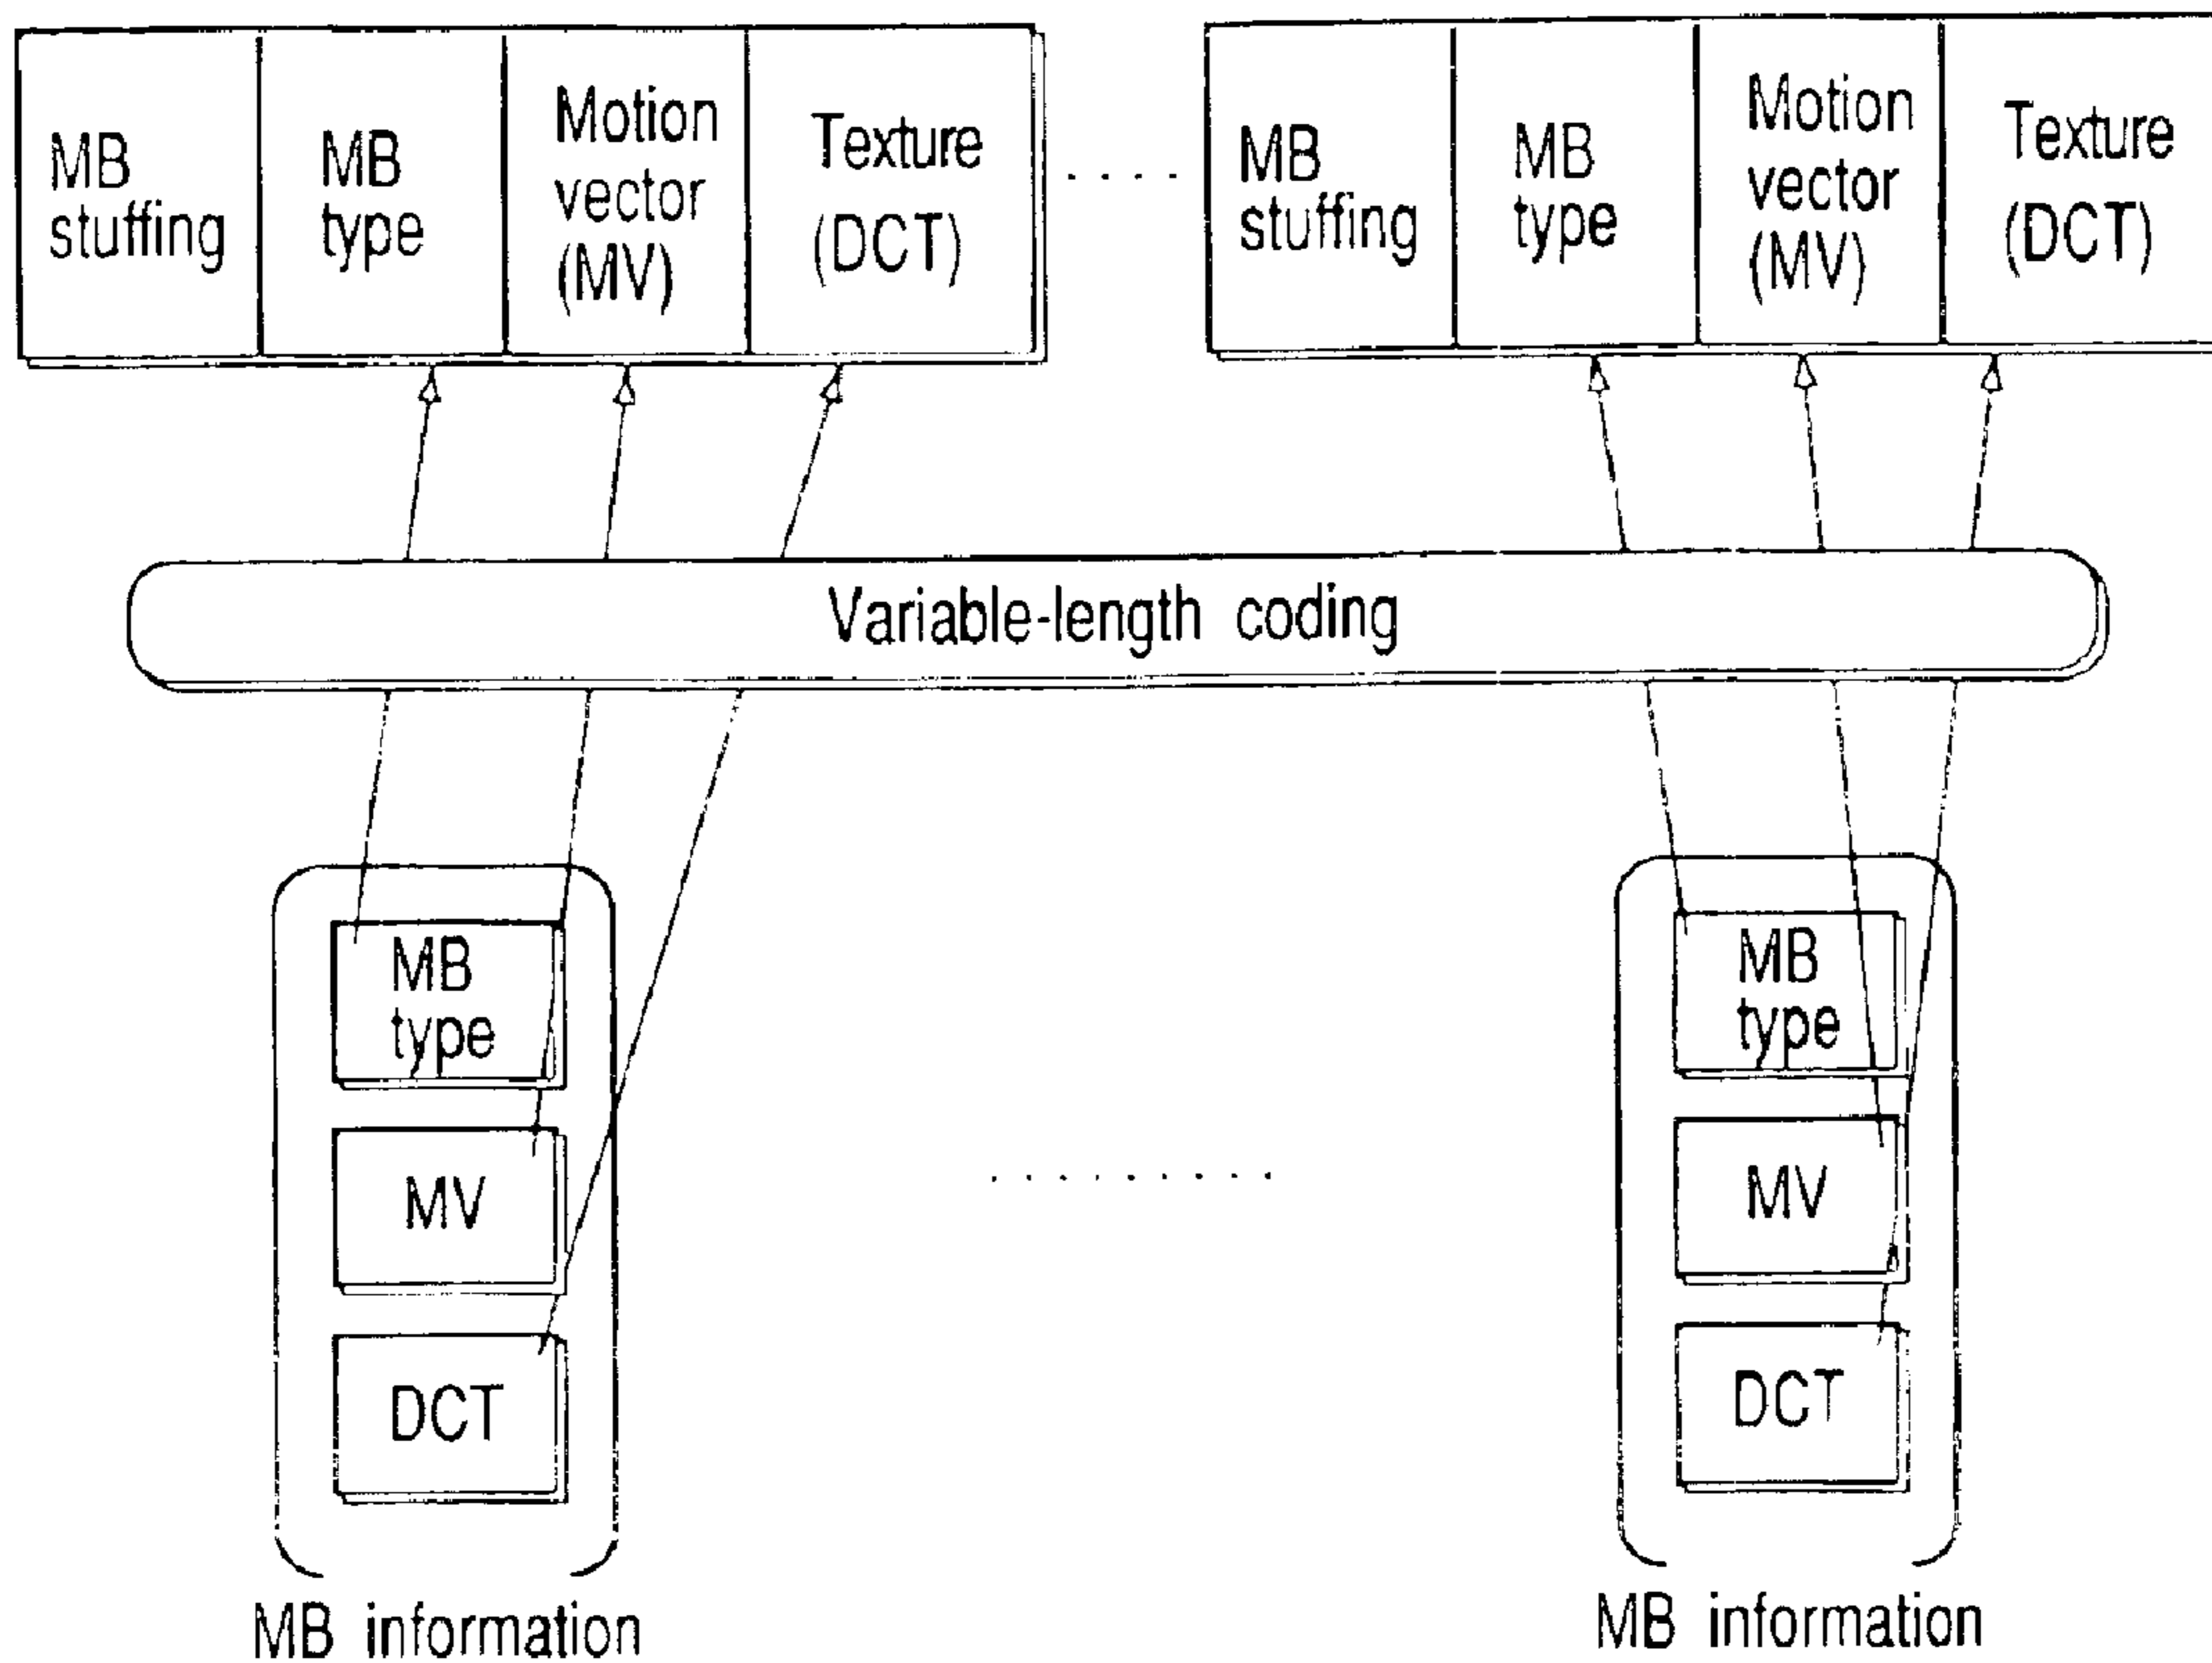 MB
stuffing
MB
type
Motion
vector
(MV)
Texture
(DCT)
MB
stuffing
MB
type
Motion
vector
(MV)
Texture
(DCT)
Variable-length coding
MB
type
MV
DCT
MB information
MB
type
MV
DCT
MB information